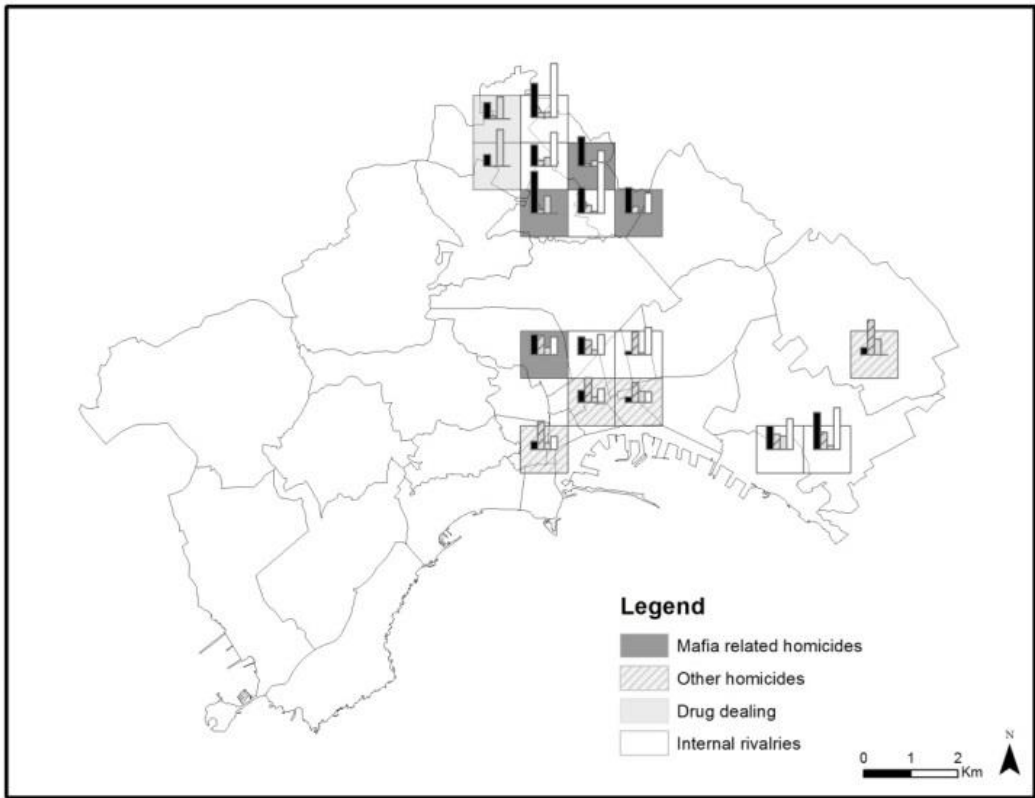 Legend
Mafia related homicides
Other homicides
Drug dealing
Internal rivalries
N
0 1 2
Km